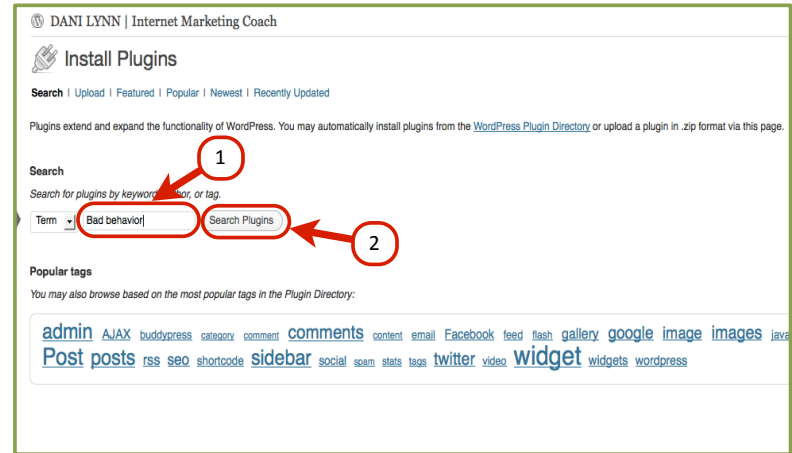 DANI LYNN | Internet Marketing Coach
Install Plugins
Search | Upload | Featured | Popular | Newest | Recently Updated
Plugins extend and expand the functionality of WordPress. You may automatically install plugins from the WordPress Plugin Directory or upload a plugin in .zip format via this page.
1
Search
Search for plugins by keyword, or tag.
Term Bad behavior Search Plugins
2
Popular tags
You may also browse based on the most popular tags in the Plugin Directory:
admin AJAX buddypress category comment comments content email Facebook feed flash gallery google image images
Post posts rss seo shortcode sidebar social spam stats tags twitter video widget widgets wordpress